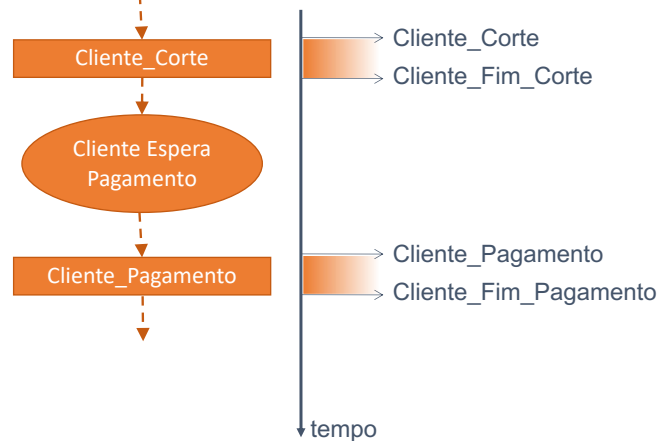 Cliente_Corte
Cliente Espera
Pagamento
Cliente_Pagamento
Cliente_Corte
Cliente_Fim_Corte
Cliente_Pagamento
Cliente_Fim_Pagamento
tempo